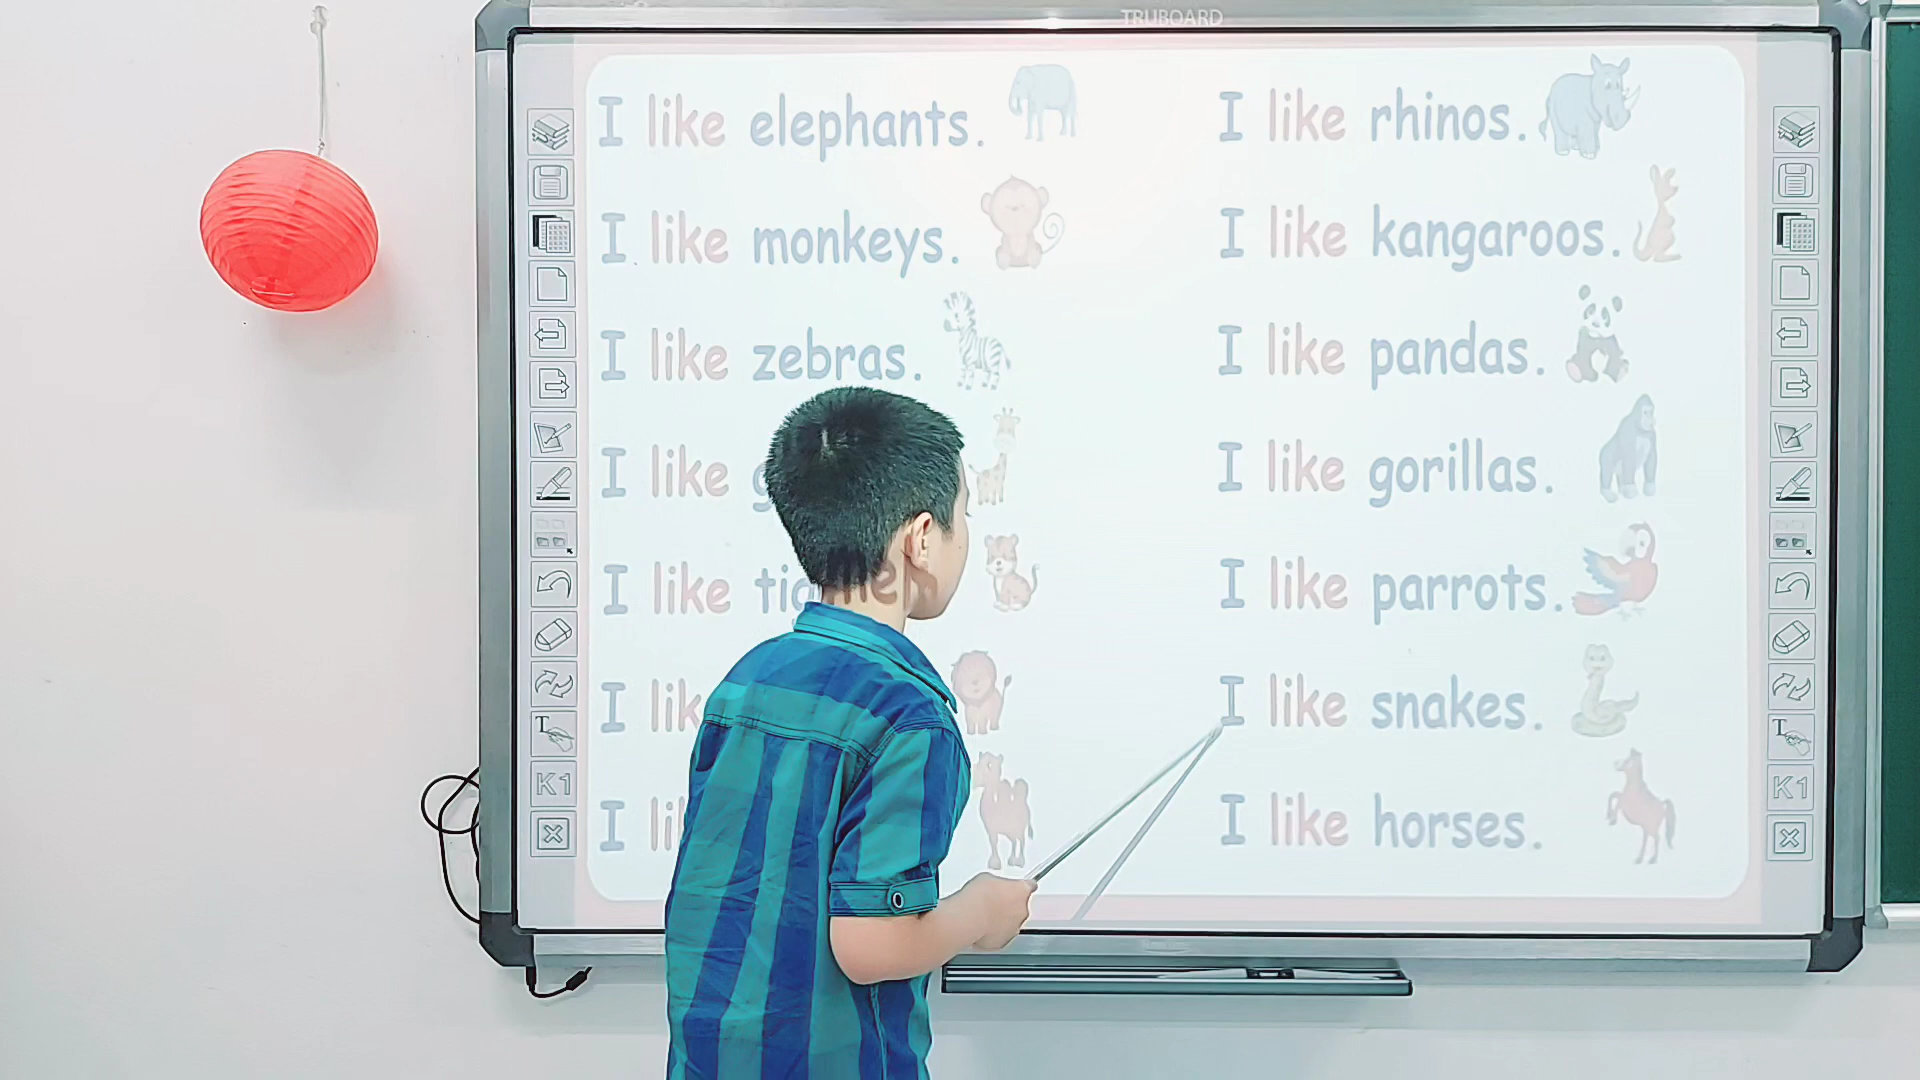 TRUBOARD
I like elephants.
I like monkeys.
I like zebras.
I like
I like
I
I
I like rhinos.
I like kangaroos.
I like pandas.
I like gorillas.
I like parrots.
I like snakes.
I like horses.
T
K1
T
K1